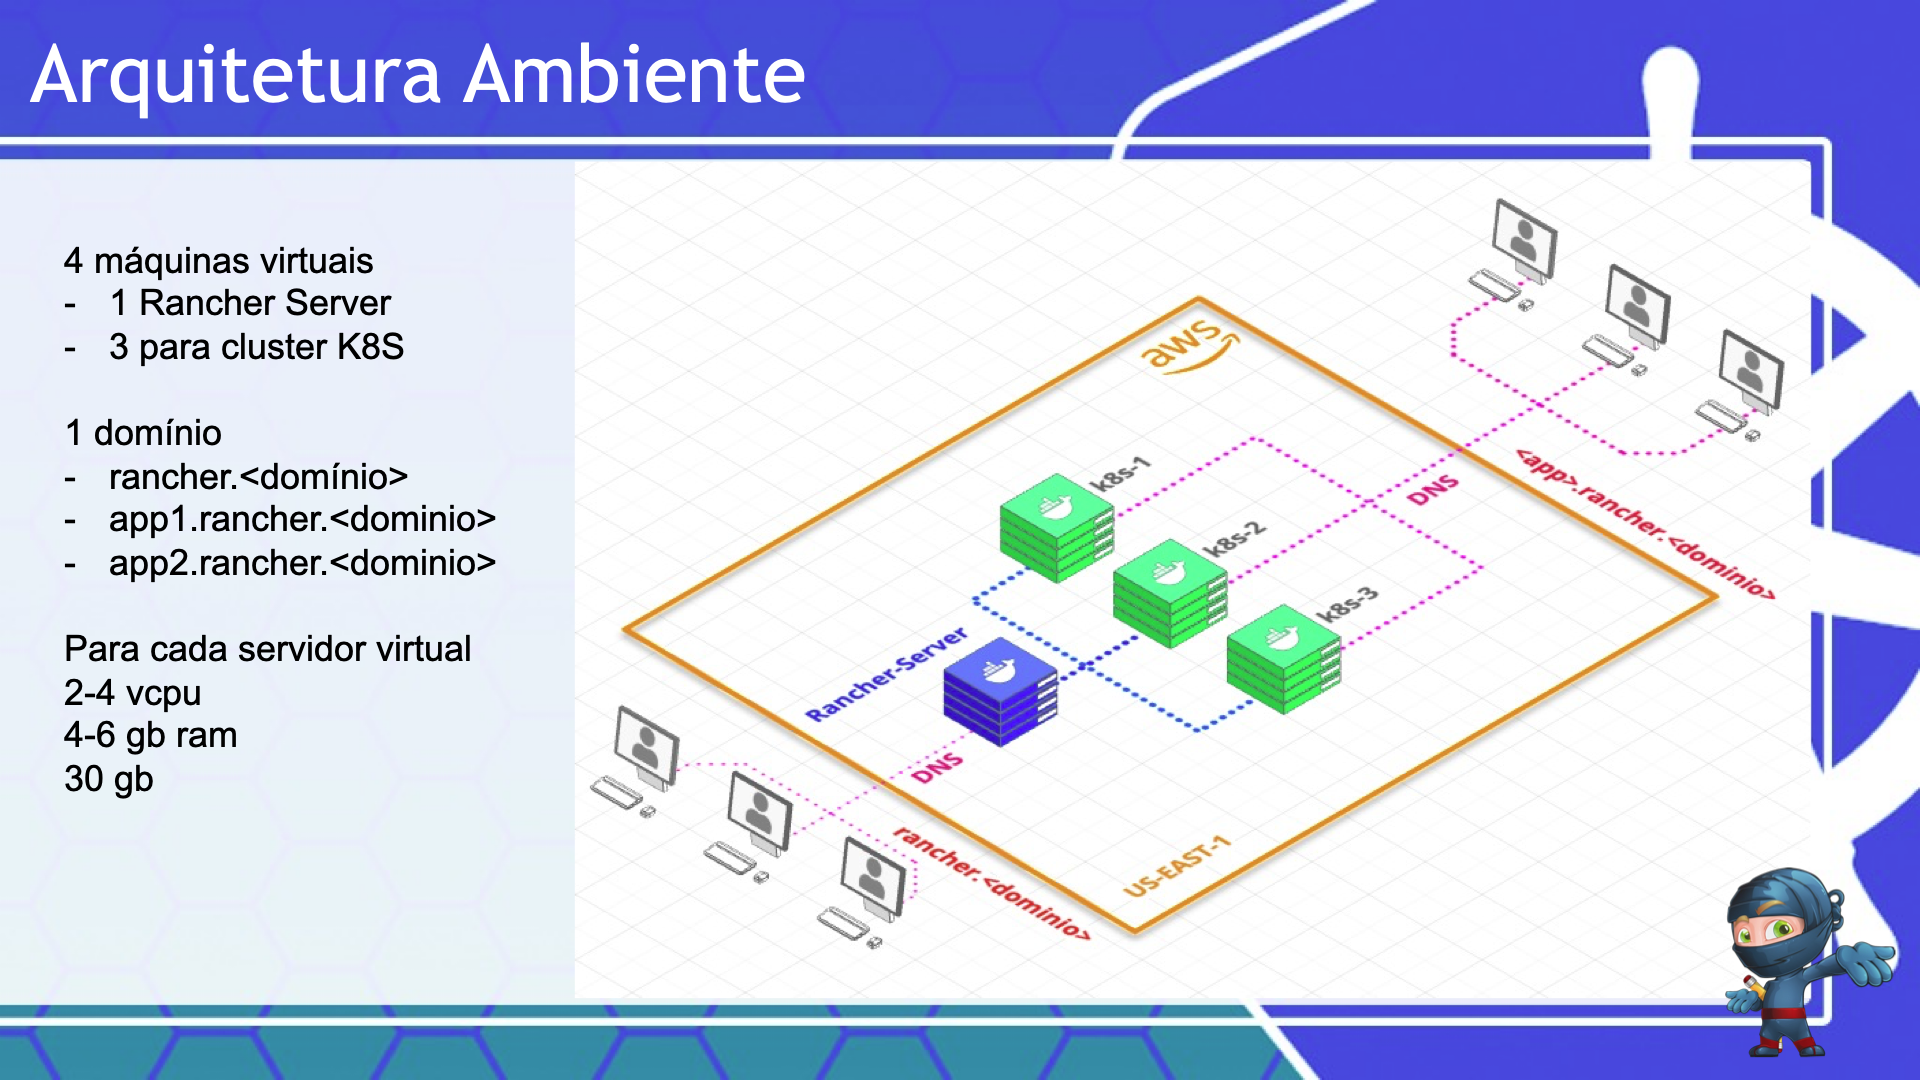 Arquitetura Ambiente
4 máquinas virtuais
- 1 Rancher Server
- 3 para cluster K8S
1 domínio
- rancher.<domínio>
- app1.rancher.<dominio>
- app2.rancher.<dominio>
Para cada servidor virtual
2-4 vcpu
4-6 gb ram
30 gb
aws
k8s-1
k8s-2
k8s-3
DNS
<app>.rancher.<domínio>
Rancher-Server
DNS
rancher.<domínio>
US-EAST-1